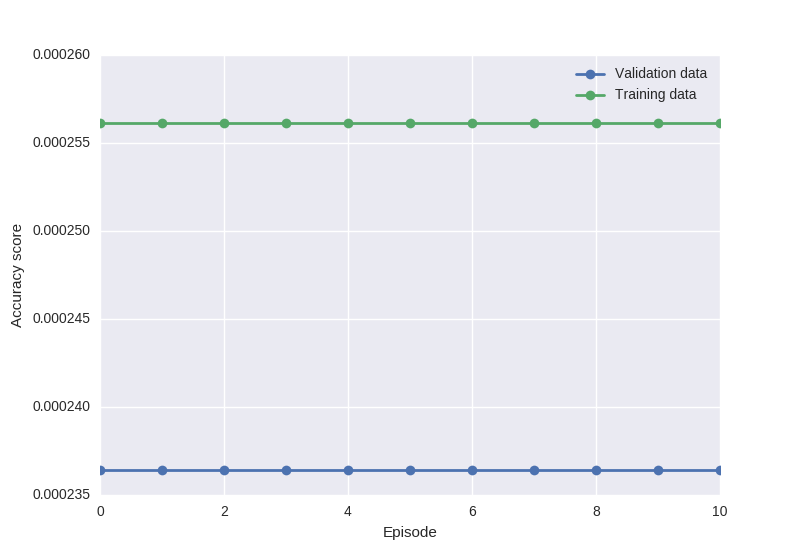 0.000260
Validation data
Training data
0.000255
0.000250
0.000245
0.000240
0.000235
Accuracy score
0 2 4 6 8 10
Episode